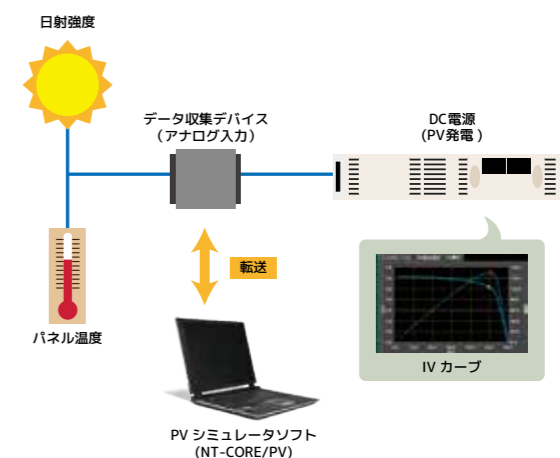 日射強度
データ収集デバイス
(アナログ入力)
DC電源
(PV発電 )
転送
パネル温度
IV カーブ
PV シミュレータソフト
(NT-CORE/PV)